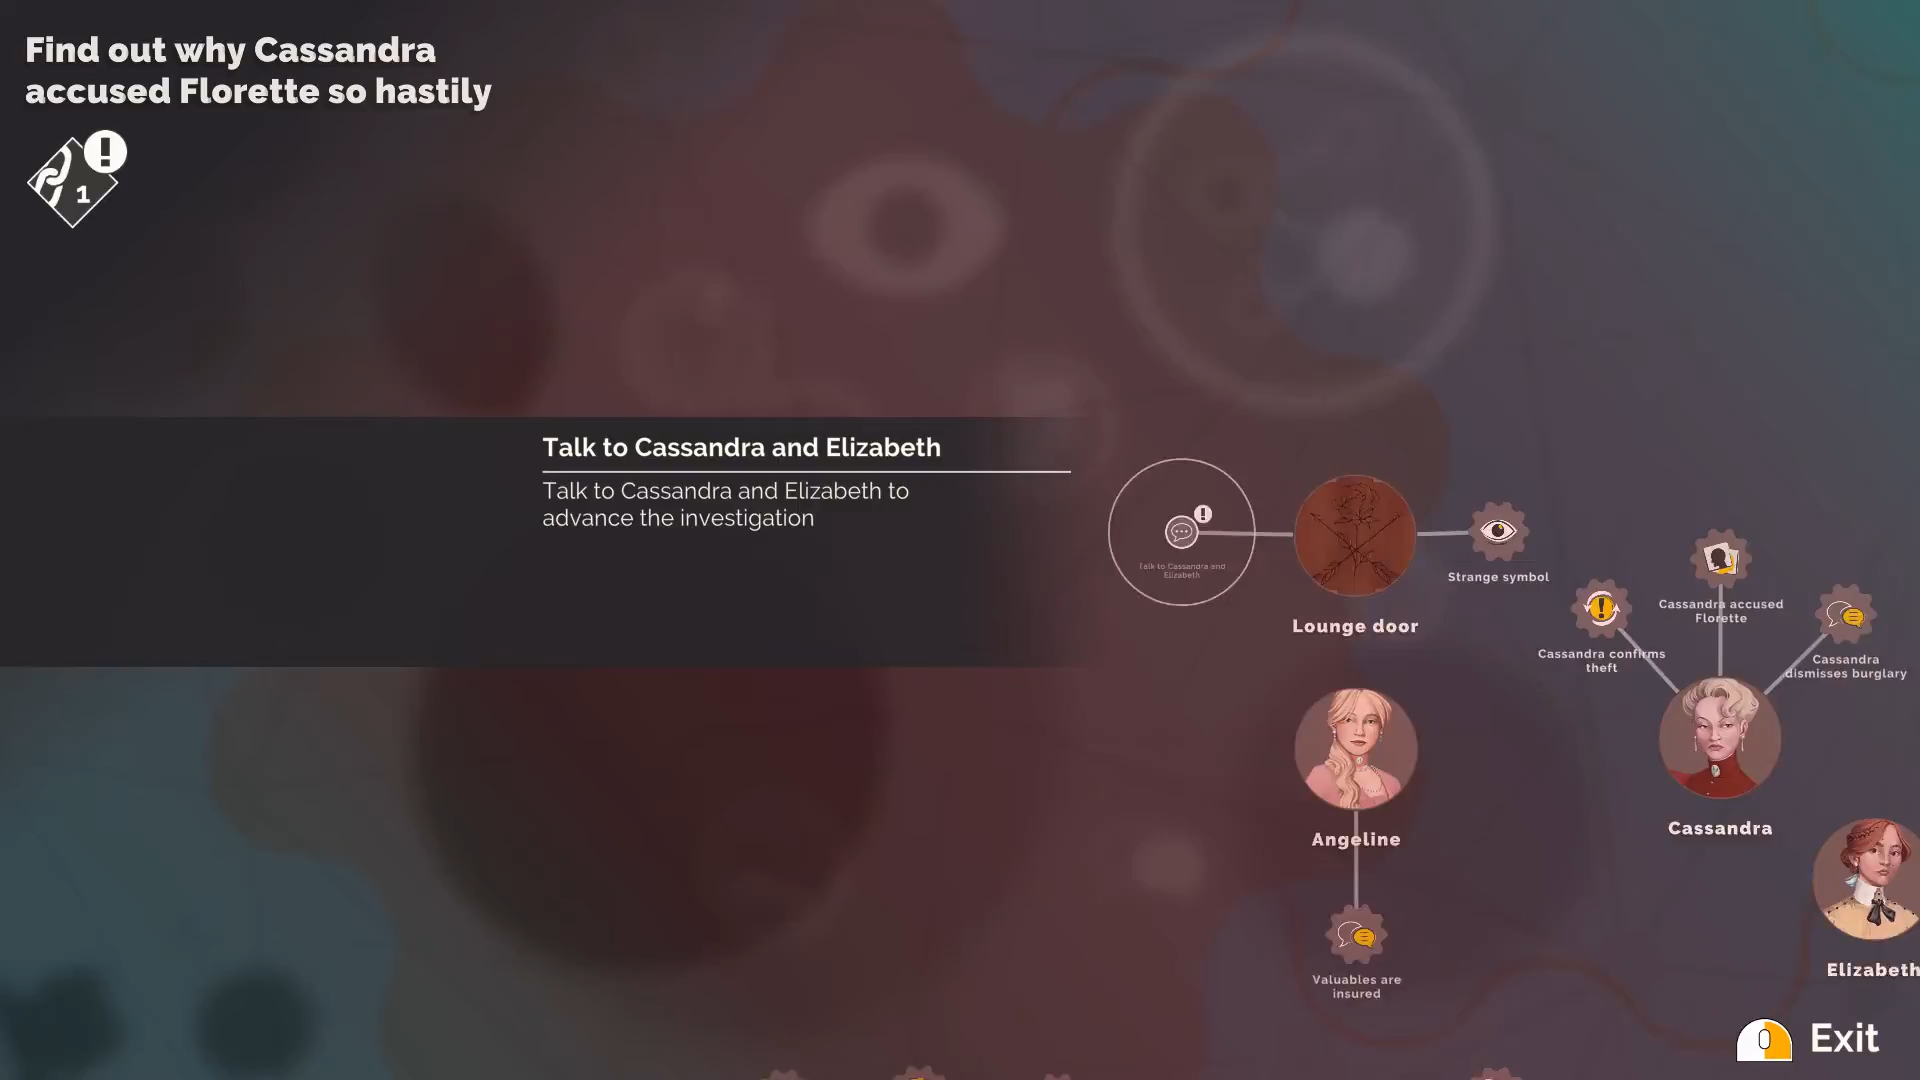 Find out why Cassandra
accused Florette so hastily
1
Talk to Cassandra and Elizabeth
Talk to Cassandra and Elizabeth to
advance the investigation
Talk to Cassandra and
Elizabeth
Strange symbol
Lounge door
Cassandra accused
Florette
Cassandra confirms
theft
Cassandra
dismisses burglary
Angeline
Cassandra
Valuables are
insured
Elizabeth
Exit